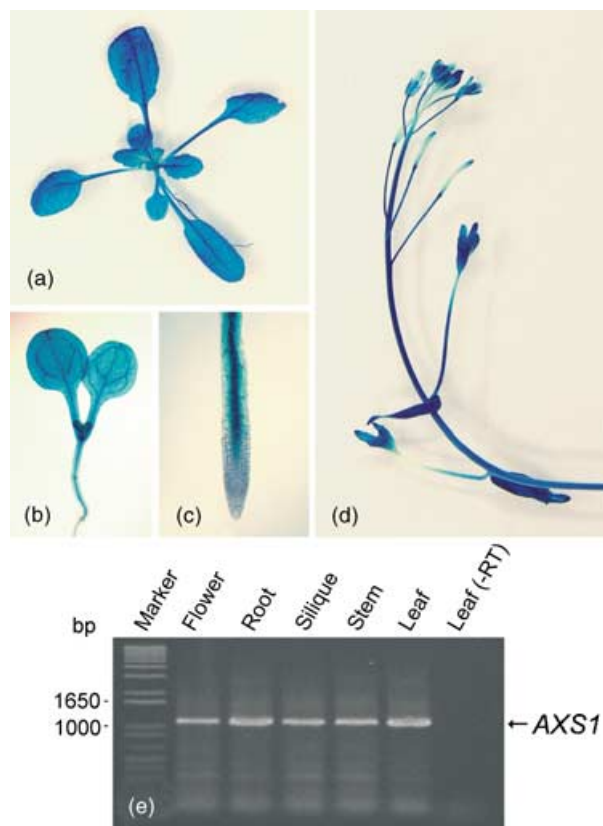 (a)
(b)
(c)
(d)
bp
Marker
Flower
Root
Silique
Stem
Leaf
Leaf (-RT)
1650-
1000-
← AXS1
(e)